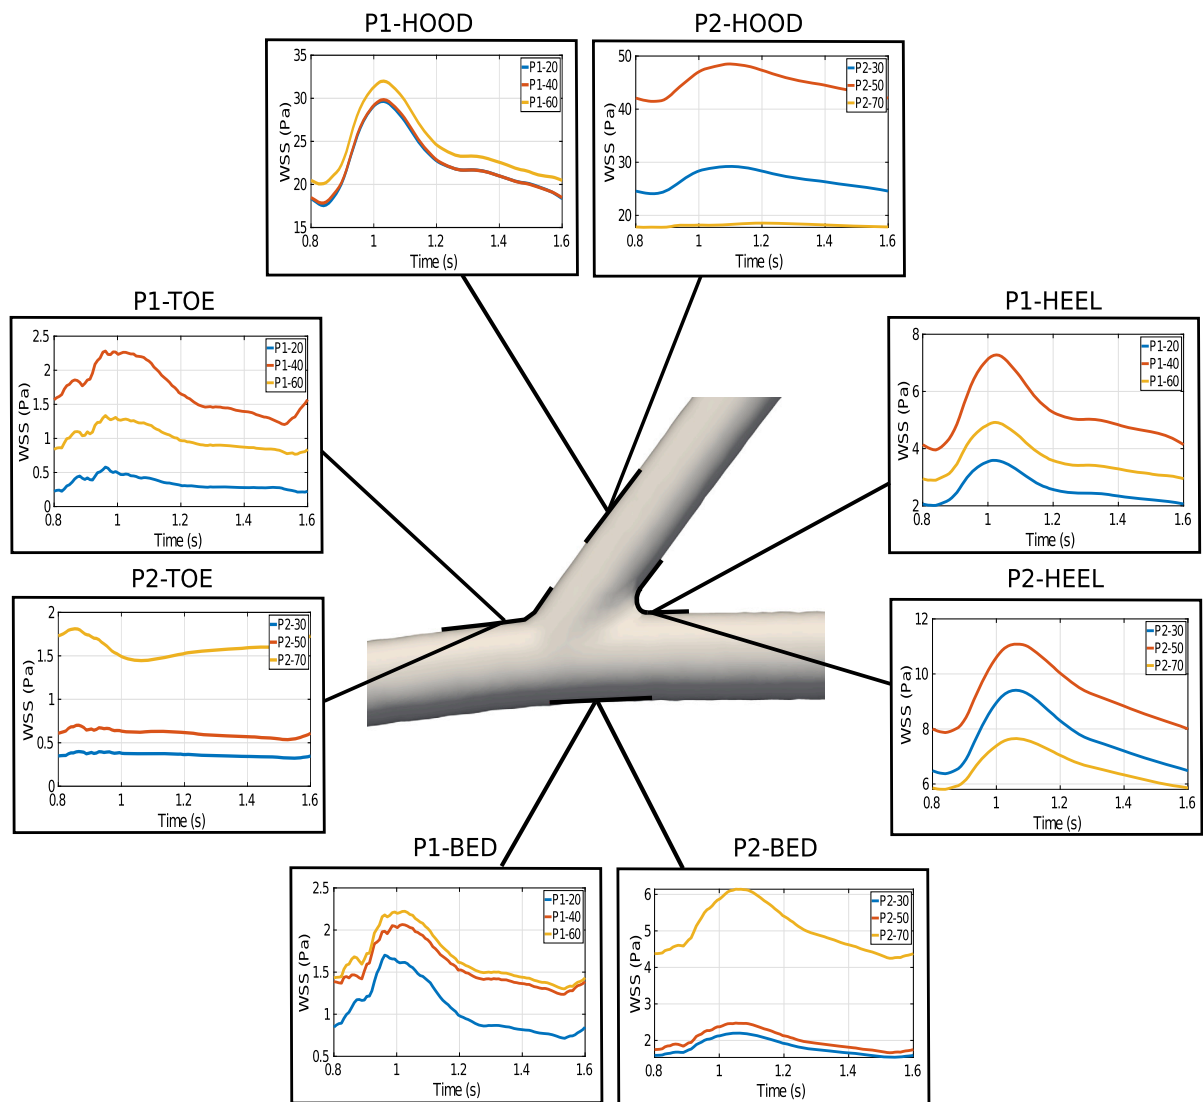 P1-HOOD
35
30
25
20
15
0.8
1
1.2
1.4
1.6
WSS (Pa)
Time (s)
P1-20
P1-40
P1-60
P2-HOOD
50
40
30
20
0.8
1
1.2
1.4
1.6
WSS (Pa)
Time (s)
P2-30
P2-50
P2-70
P1-TOE
2.5
2
1.5
1
0.5
0
0.8
1
1.2
1.4
1.6
WSS (Pa)
Time (s)
P1-20
P1-40
P1-60
P1-HEEL
8
6
4
2
0.8
1
1.2
1.4
1.6
WSS (Pa)
Time (s)
P1-20
P1-40
P1-60
P2-TOE
2
1.5
1
0.5
0
0.8
1
1.2
1.4
1.6
WSS (Pa)
Time (s)
P2-30
P2-50
P2-70
P2-HEEL
12
10
8
6
0.8
1
1.2
1.4
1.6
WSS (Pa)
Time (s)
P2-30
P2-50
P2-70
P1-BED
2.5
2
1.5
1
0.5
0.8
1
1.2
1.4
1.6
WSS (Pa)
Time (s)
P1-20
P1-40
P1-60
P2-BED
6
5
4
3
2
0.8
1
1.2
1.4
1.6
WSS (Pa)
Time (s)
P2-30
P2-50
P2-70